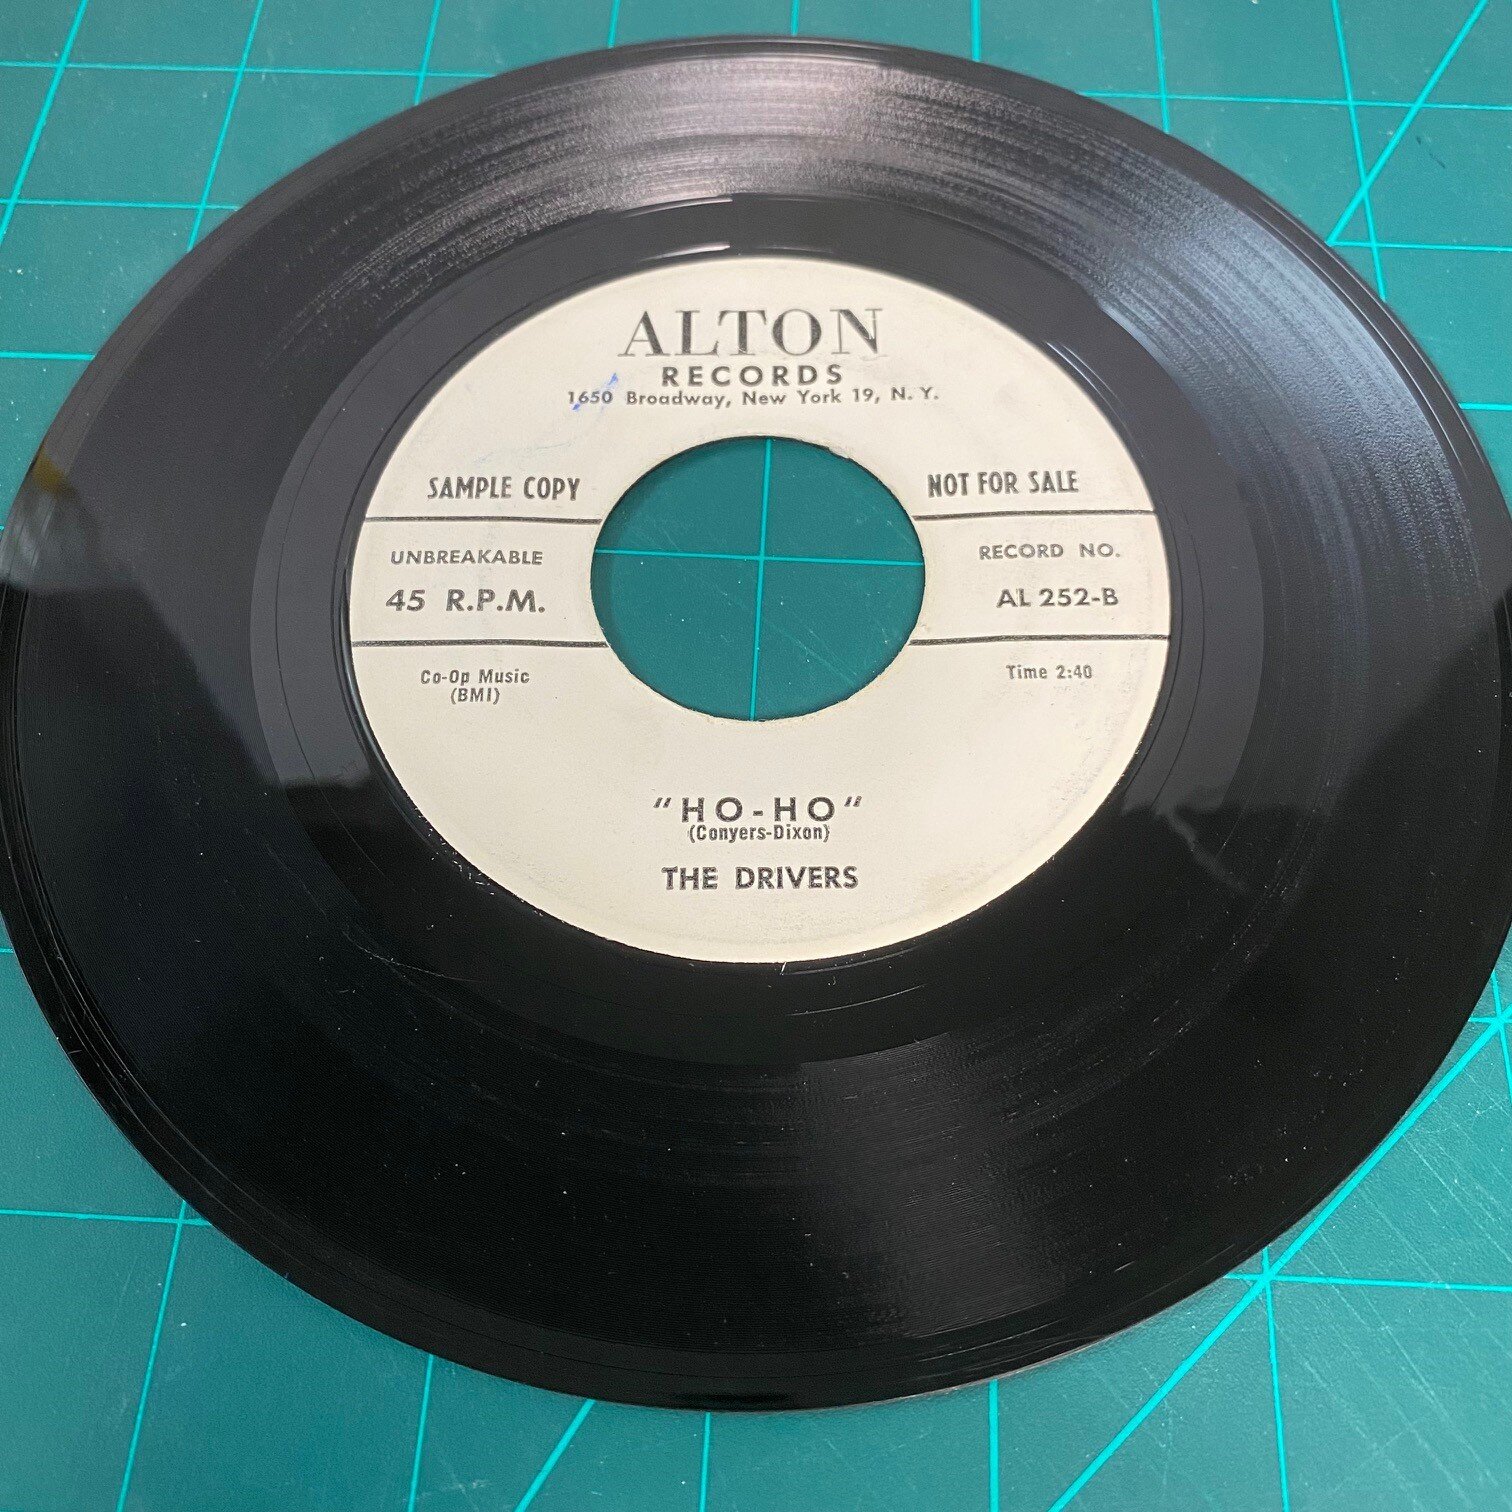 ALTON
RECORDS
1650 Broadway, New York 19, N. Y.
SAMPLE COPY
NOT FOR SALE
UNBREAKABLE
45 R.P.M.
RECORD NO.
AL 252-B
Co-Op Music
(BMI)
Time 2:40
"HO-HO"
(Conyers-Dixon)
THE DRIVERS